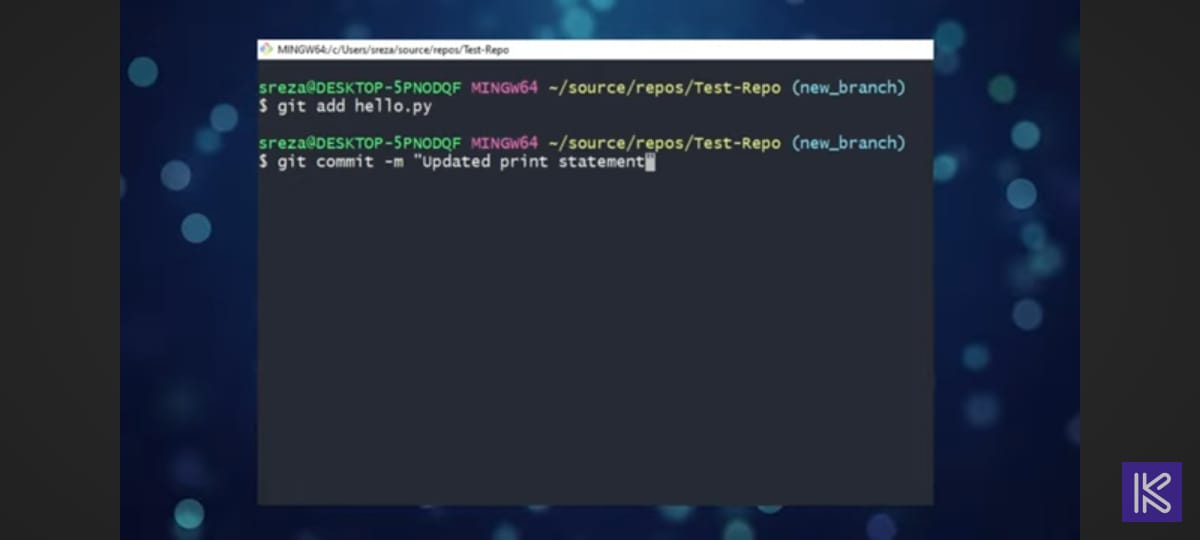 MINGW64:/c/Users/sreza/source/repos/Test-Repo
sreza@DESKTOP-5PNODQF MINGW64 ~/source/repos/Test-Repo (new_branch)
$ git add hello.py
sreza@DESKTOP-5PNODQF MINGW64 ~/source/repos/Test-Repo (new_branch)
$ git commit -m "Updated print statement"
K